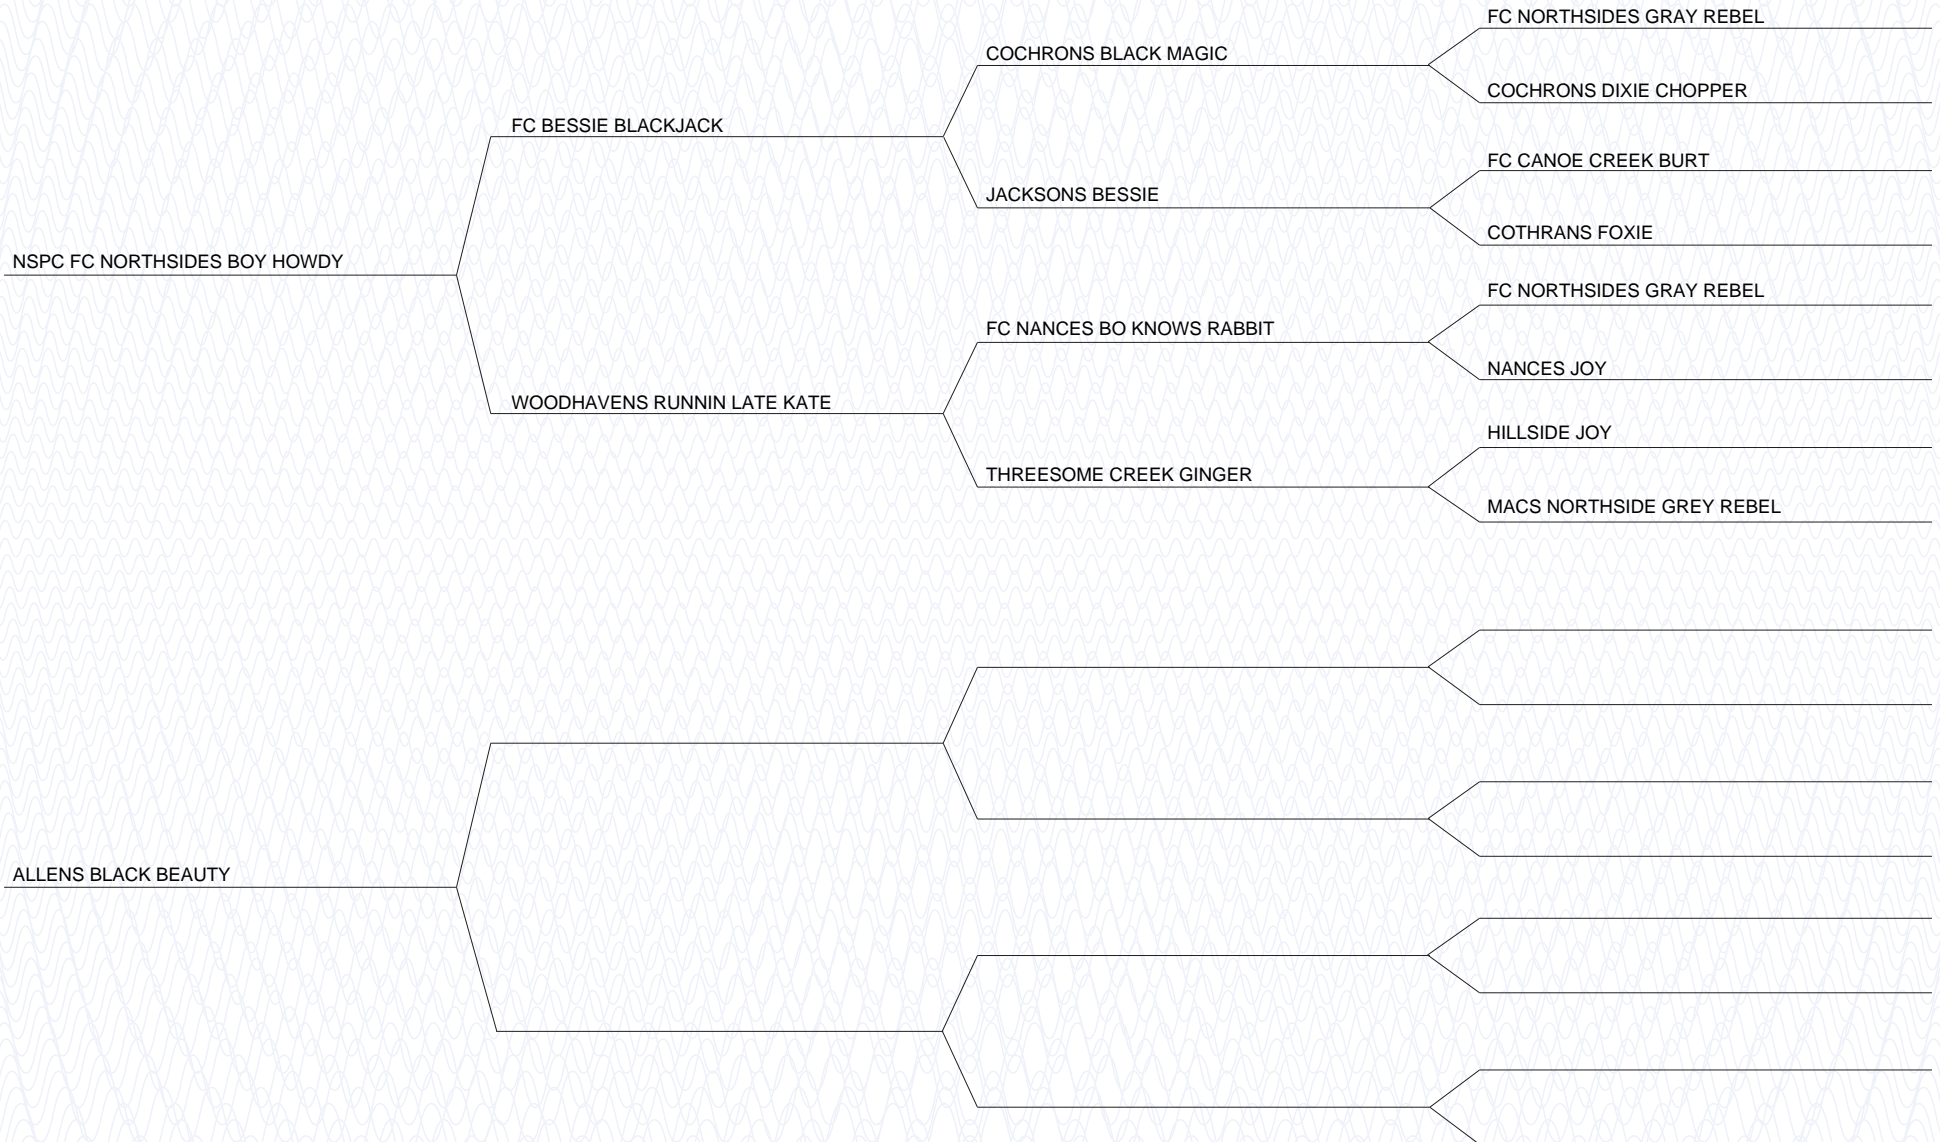 FC NORTHSIDES GRAY REBEL
COCHRONS BLACK MAGIC
COCHRONS DIXIE CHOPPER
FC BESSIE BLACKJACK
FC CANOE CREEK BURT
JACKSONS BESSIE
COTHRANS FOXIE
NSPC FC NORTHSIDES BOY HOWDY
FC NORTHSIDES GRAY REBEL
FC NANCES BO KNOWS RABBIT
NANCES JOY
WOODHAVENS RUNNIN LATE KATE
HILLSIDE JOY
THREESOME CREEK GINGER
MACS NORTHSIDE GREY REBEL
ALLENS BLACK BEAUTY